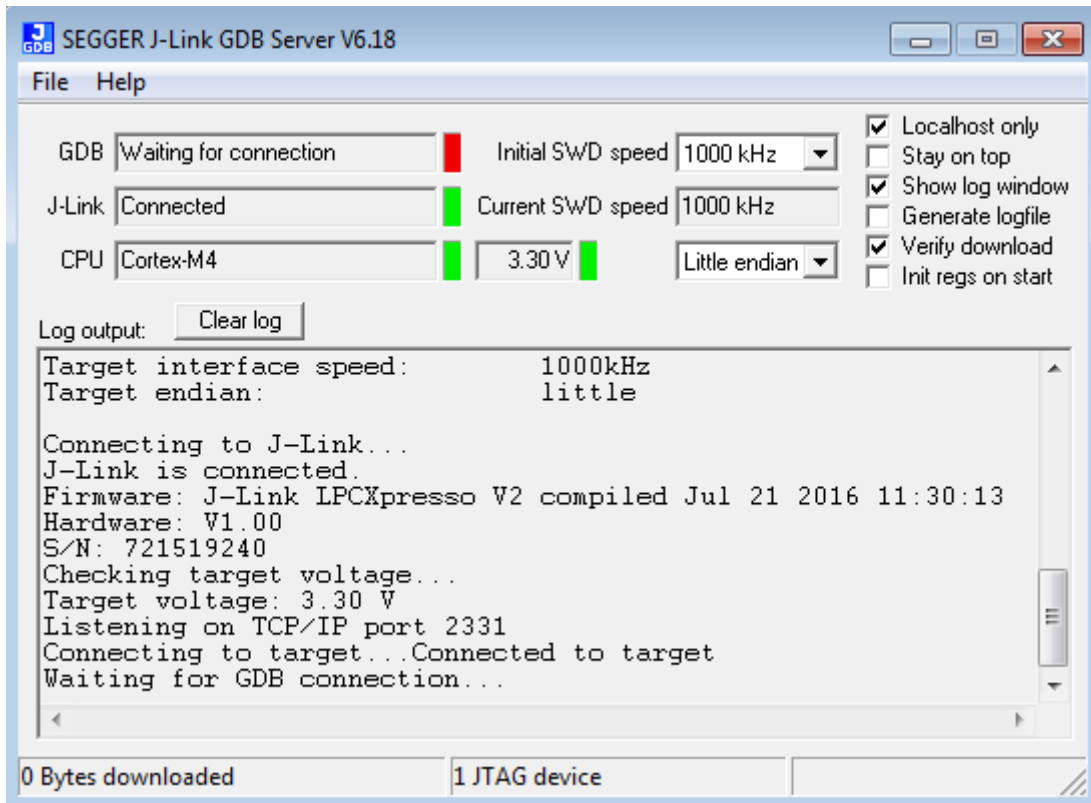 J GDB SEGGER J-Link GDB Server V6.18
File Help
GDB Waiting for connection Initial SWD speed 1000 kHz
J-Link Connected Current SWD speed 1000 kHz
CPU Cortex-M4 3.30 V Little endian
Localhost only
Stay on top
Show log window
Generate logfile
Verify download
Init regs on start
Log output: Clear log
Target interface speed: 1000kHz
Target endian: little
Connecting to J-Link...
J-Link is connected.
Firmware: J-Link LPCXpresso V2 compiled Jul 21 2016 11:30:13
Hardware: V1.00
S/N: 721519240
Checking target voltage...
Target voltage: 3.30 V
Listening on TCP/IP port 2331
Connecting to target...Connected to target
Waiting for GDB connection...
0 Bytes downloaded 1 JTAG device